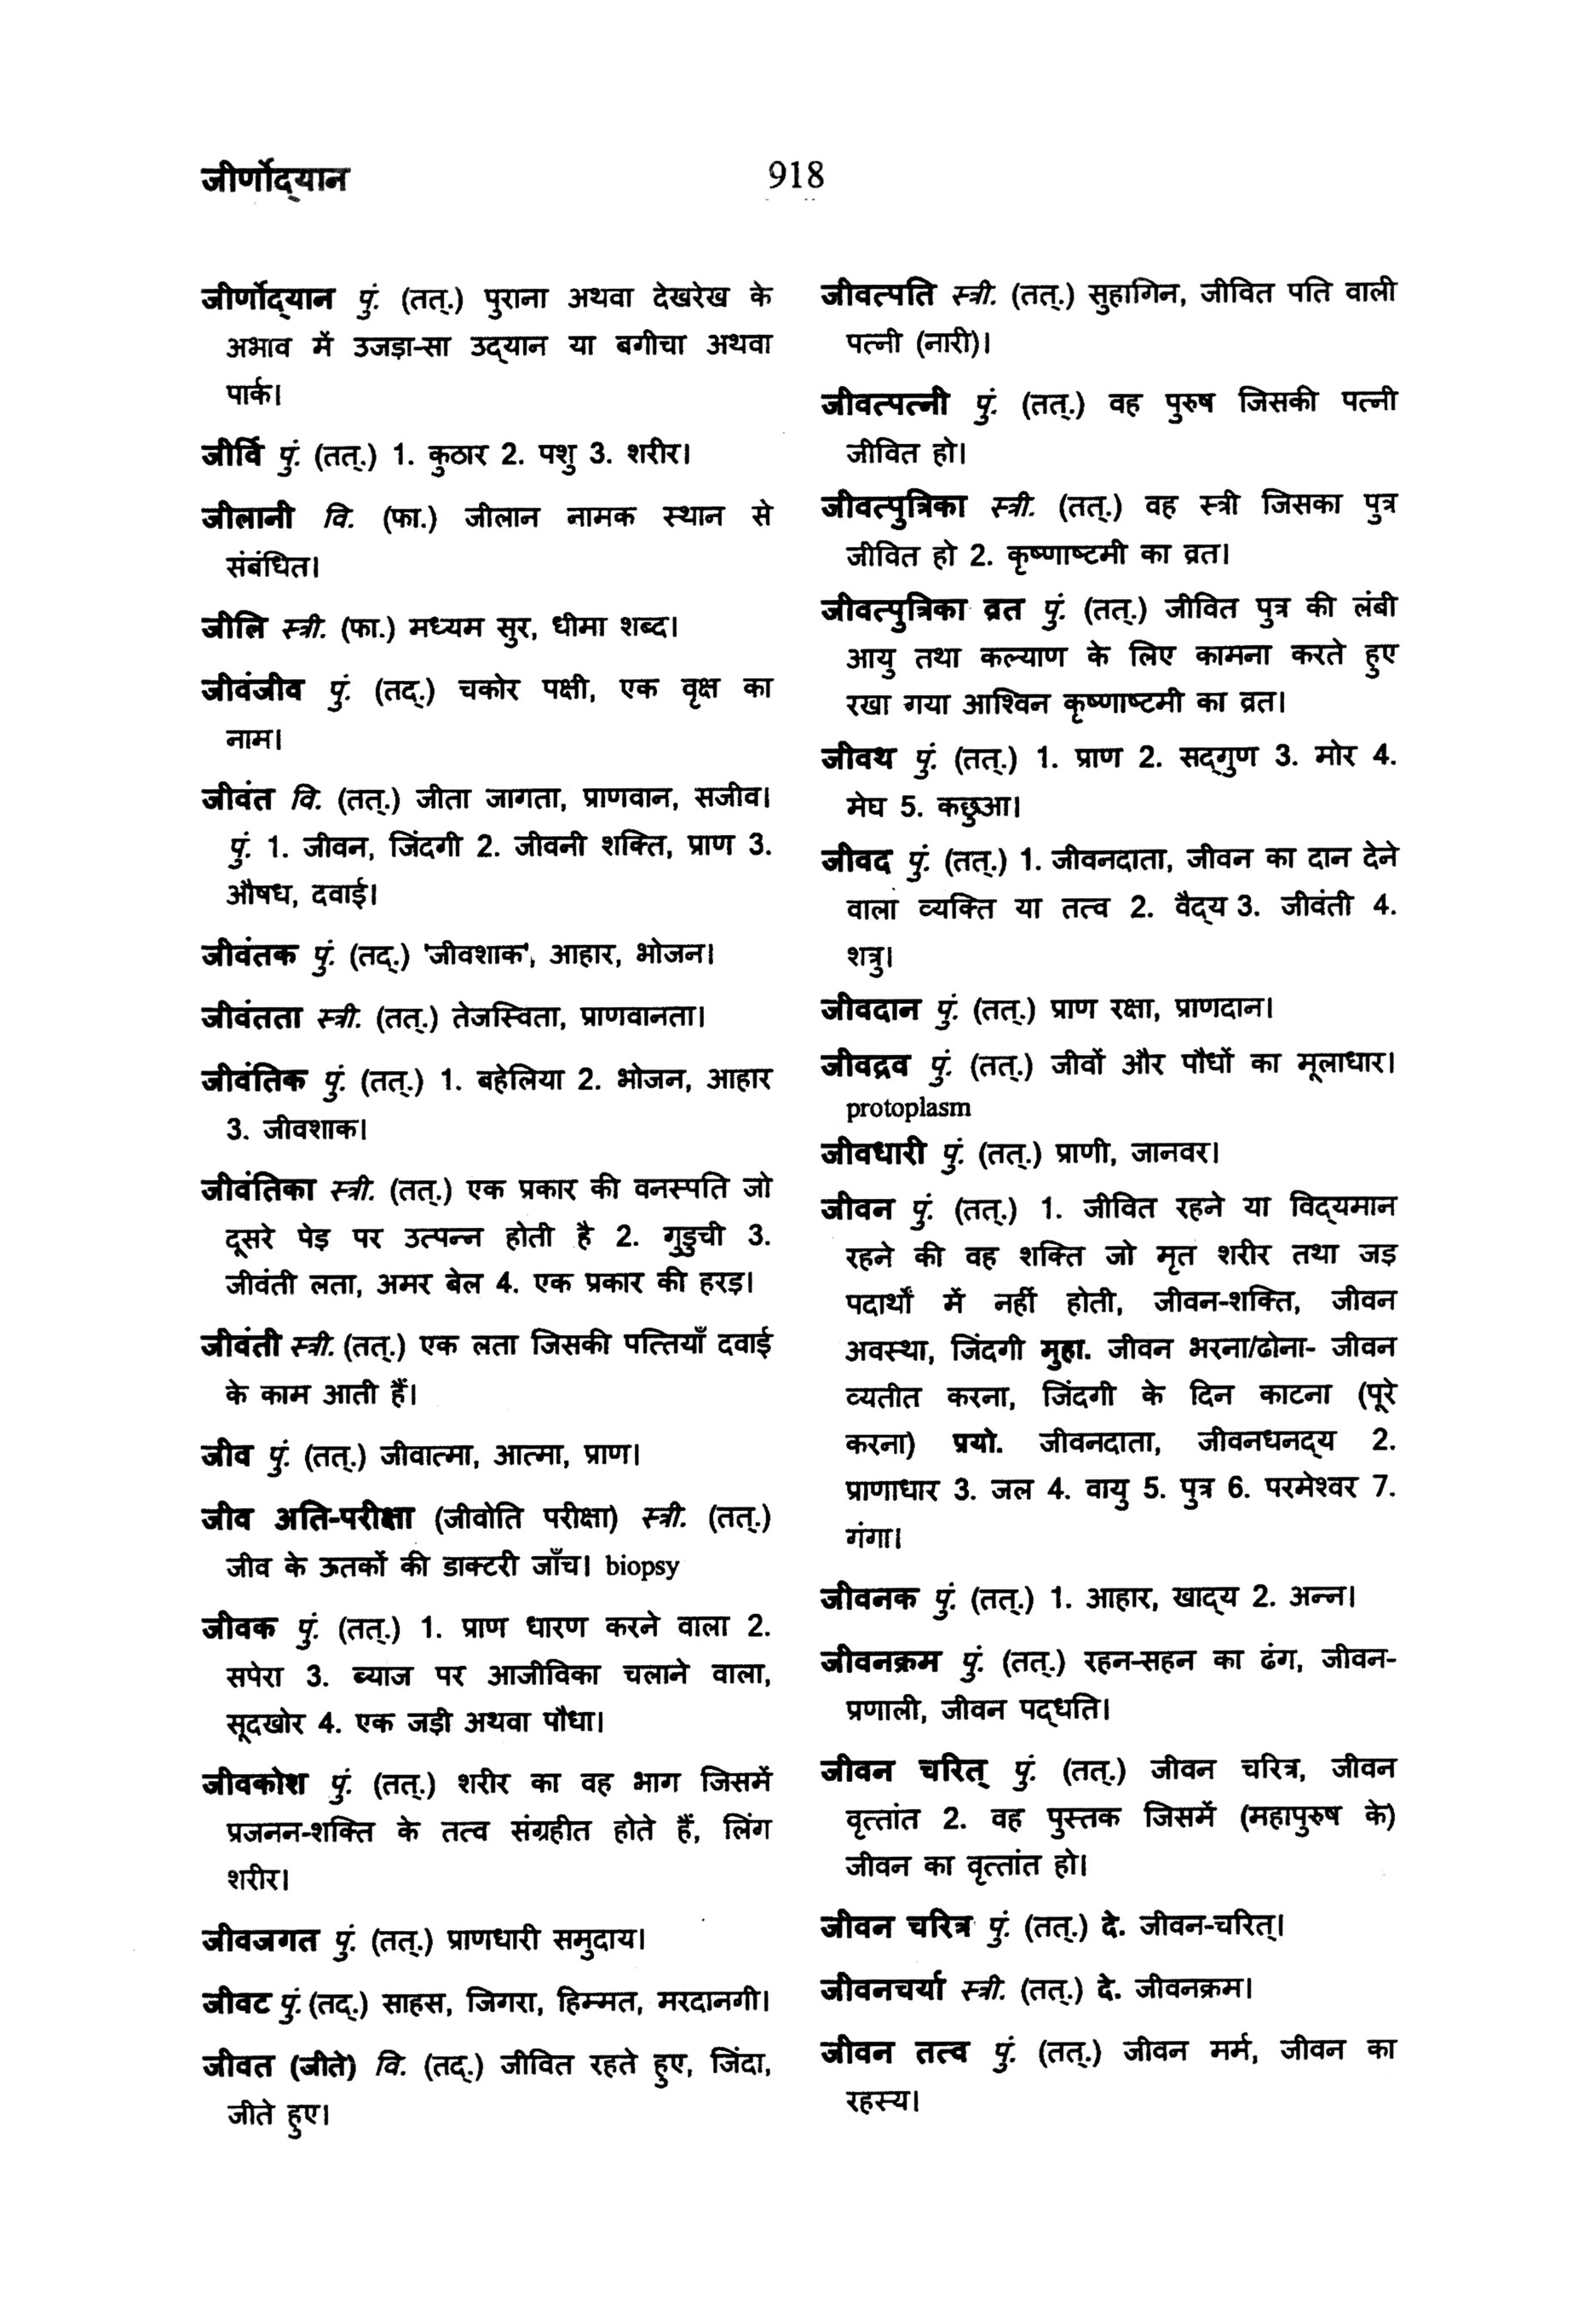 जीर्णोद्‌यान
918
जीर्णोद्‌यान पुं. (तत्.) पुराना अथवा देखरेख के
अभाव में उजड़ा-सा उद्‌यान या बगीचा अथवा
पार्क।
जीर्वि पुं. (तत्.) 1. कुठार 2. पशु 3. शरीर।
जीलानी वि. (फा.) जीलान नामक स्थान से
संबंधित।
जीलि स्त्री. (फा.) मध्यम सुर, धीमा शब्द।
जीवंजीव पुं. (तद्.) चकोर पक्षी, एक वृक्ष का
नाम।
जीवंत वि. (तत्.) जीता जागता, प्राणवान, सजीव।
पुं. 1. जीवन, जिंदगी 2. जीवनी शक्ति, प्राण 3.
औषध, दवाई।
जीवंतक पुं. (तद्.) 'जीवशाक', आहार, भोजन।
जीवंतता स्त्री. (तत्.) तेजस्विता, प्राणवानता।
जीवंतिक पुं. (तत्.) 1. बहेलिया 2. भोजन, आहार
3. जीवशाक।
जीवंतिका स्त्री. (तत्.) एक प्रकार की वनस्पति जो
दूसरे पेड़ पर उत्पन्न होती है 2. गुडुची 3.
जीवंती लता, अमर बेल 4. एक प्रकार की हरड़।
जीवंती स्त्री. (तत्.) एक लता जिसकी पत्तियाँ दवाई
के काम आती हैं।
जीव पुं. (तत्.) जीवात्मा, आत्मा, प्राण।
जीव अति-परीक्षा (जीवोति परीक्षा) स्त्री. (तत्.)
जीव के ऊतकों की डाक्टरी जाँच। biopsy
जीवक पुं. (तत्.) 1. प्राण धारण करने वाला 2.
सपेरा 3. ब्याज पर आजीविका चलाने वाला,
सूदखोर 4. एक जड़ी अथवा पौधा।
जीवकोश पुं. (तत्.) शरीर का वह भाग जिसमें
प्रजनन-शक्ति के तत्व संग्रहीत होते हैं, लिंग
शरीर।
जीवजगत पुं. (तत्.) प्राणधारी समुदाय।
जीवट पुं. (तद्.) साहस, जिगरा, हिम्मत, मरदानगी।
जीवत (जीते) वि. (तद्.) जीवित रहते हुए, जिंदा,
जीते हुए।
जीवत्पति स्त्री. (तत्.) सुहागिन, जीवित पति वाली
पत्नी (नारी)।
जीवत्पत्नी पुं. (तत्.) वह पुरुष जिसकी पत्नी
जीवित हो।
जीवत्पुत्रिका स्त्री. (तत्.) वह स्त्री जिसका पुत्र
जीवित हो 2. कृष्णाष्टमी का व्रत।
जीवत्पुत्रिका व्रत पुं. (तत्.) जीवित पुत्र की लंबी
आयु तथा कल्याण के लिए कामना करते हुए
रखा गया आश्विन कृष्णाष्टमी का व्रत।
जीवथ पुं. (तत्.) 1. प्राण 2. सद्‌गुण 3. मोर 4.
मेघ 5. कछुआ।
जीवद पुं. (तत्.) 1. जीवनदाता, जीवन का दान देने
वाला व्यक्ति या तत्व 2. वैद्‌य 3. जीवंती 4.
शत्रु।
जीवदान पुं. (तत्.) प्राण रक्षा, प्राणदान।
जीवद्रव पुं. (तत्.) जीवों और पौधों का मूलाधार।
protoplasm
जीवधारी पुं. (तत्.) प्राणी, जानवर।
जीवन पुं. (तत्.) 1. जीवित रहने या विद्‌यमान
रहने की वह शक्ति जो मृत शरीर तथा जड़
पदार्थों में नहीं होती, जीवन-शक्ति, जीवन
अवस्था, जिंदगी मुहा. जीवन भरना/ढोना- जीवन
व्यतीत करना, जिंदगी के दिन काटना (पूरे
करना) प्रयो. जीवनदाता, जीवनधनद्‌य 2.
प्राणाधार 3. जल 4. वायु 5. पुत्र 6. परमेश्वर 7.
गंगा।
जीवनक पुं. (तत्.) 1. आहार, खाद्‌य 2. अन्न।
जीवनक्रम पुं. (तत्.) रहन-सहन का ढंग, जीवन-
प्रणाली, जीवन पद्‌धति।
जीवन चरित् पुं. (तत्.) जीवन चरित्र, जीवन
वृत्तांत 2. वह पुस्तक जिसमें (महापुरुष के)
जीवन का वृत्तांत हो।
जीवन चरित्र पुं. (तत्.) दे. जीवन-चरित्।
जीवनचर्या स्त्री. (तत्.) दे. जीवनक्रम।
जीवन तत्व पुं. (तत्.) जीवन मर्म, जीवन का
रहस्य।